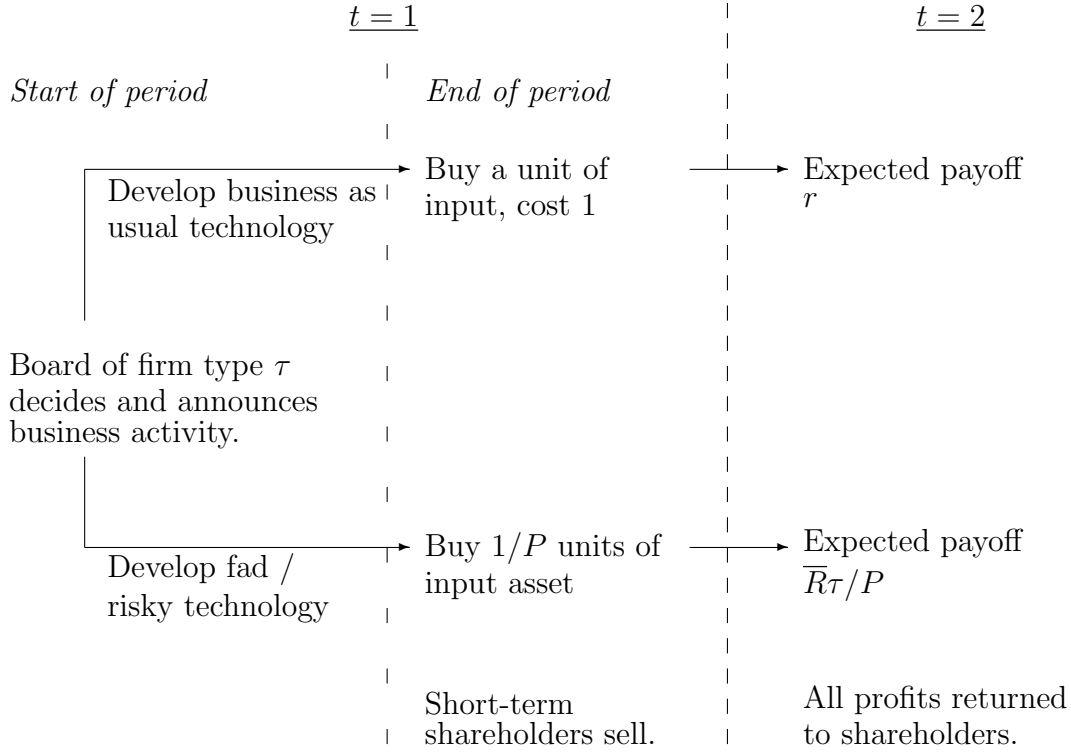 t = 1
t = 2
Start of period
End of period
Develop business as
usual technology
Buy a unit of
input, cost 1
Expected payoff
r
Board of firm type τ
decides and announces
business activity.
Develop fad /
risky technology
Buy 1/P units of
input asset
Expected payoff
R̅τ/P
Short-term
shareholders sell.
All profits returned
to shareholders.